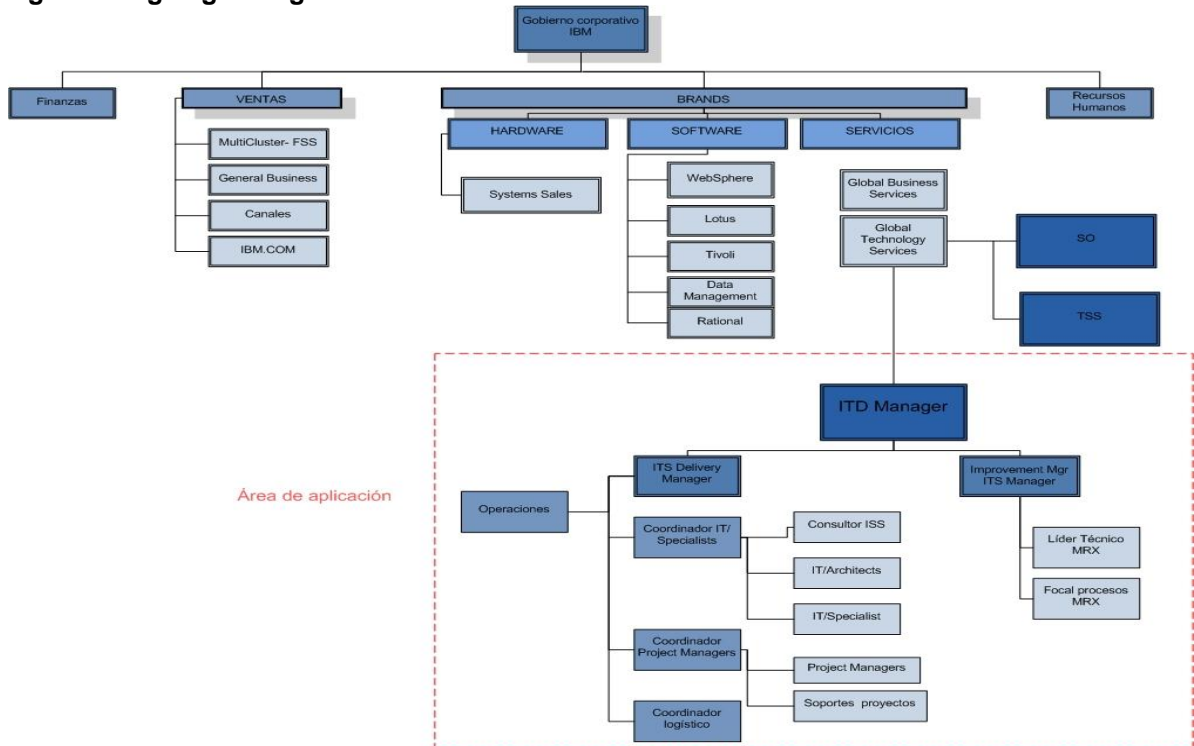 Gobierno corporativo
IBM
Finanzas
VENTAS
BRANDS
Recursos
Humanos
HARDWARE
SOFTWARE
SERVICIOS
MultiCluster- FSS
General Business
Canales
IBM.COM
Systems Sales
WebSphere
Lotus
Tivoli
Data
Management
Rational
Global Business
Services
Global
Technology
Services
SO
TSS
ITD Manager
Área de aplicación
Operaciones
ITS Delivery
Manager
Improvement Mgr
ITS Manager
Coordinador IT/
Specialists
Consultor ISS
IT/Architects
IT/Specialist
Líder Técnico
MRX
Focal procesos
MRX
Coordinador
Project Managers
Project Managers
Soportes proyectos
Coordinador
logístico